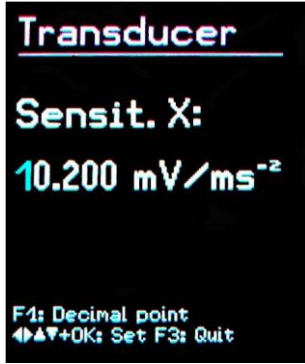 Transducer
Sensit. X:
10.200 mV/ms⁻²
F1: Decimal point
◀▶▲▼+OK: Set F3: Quit